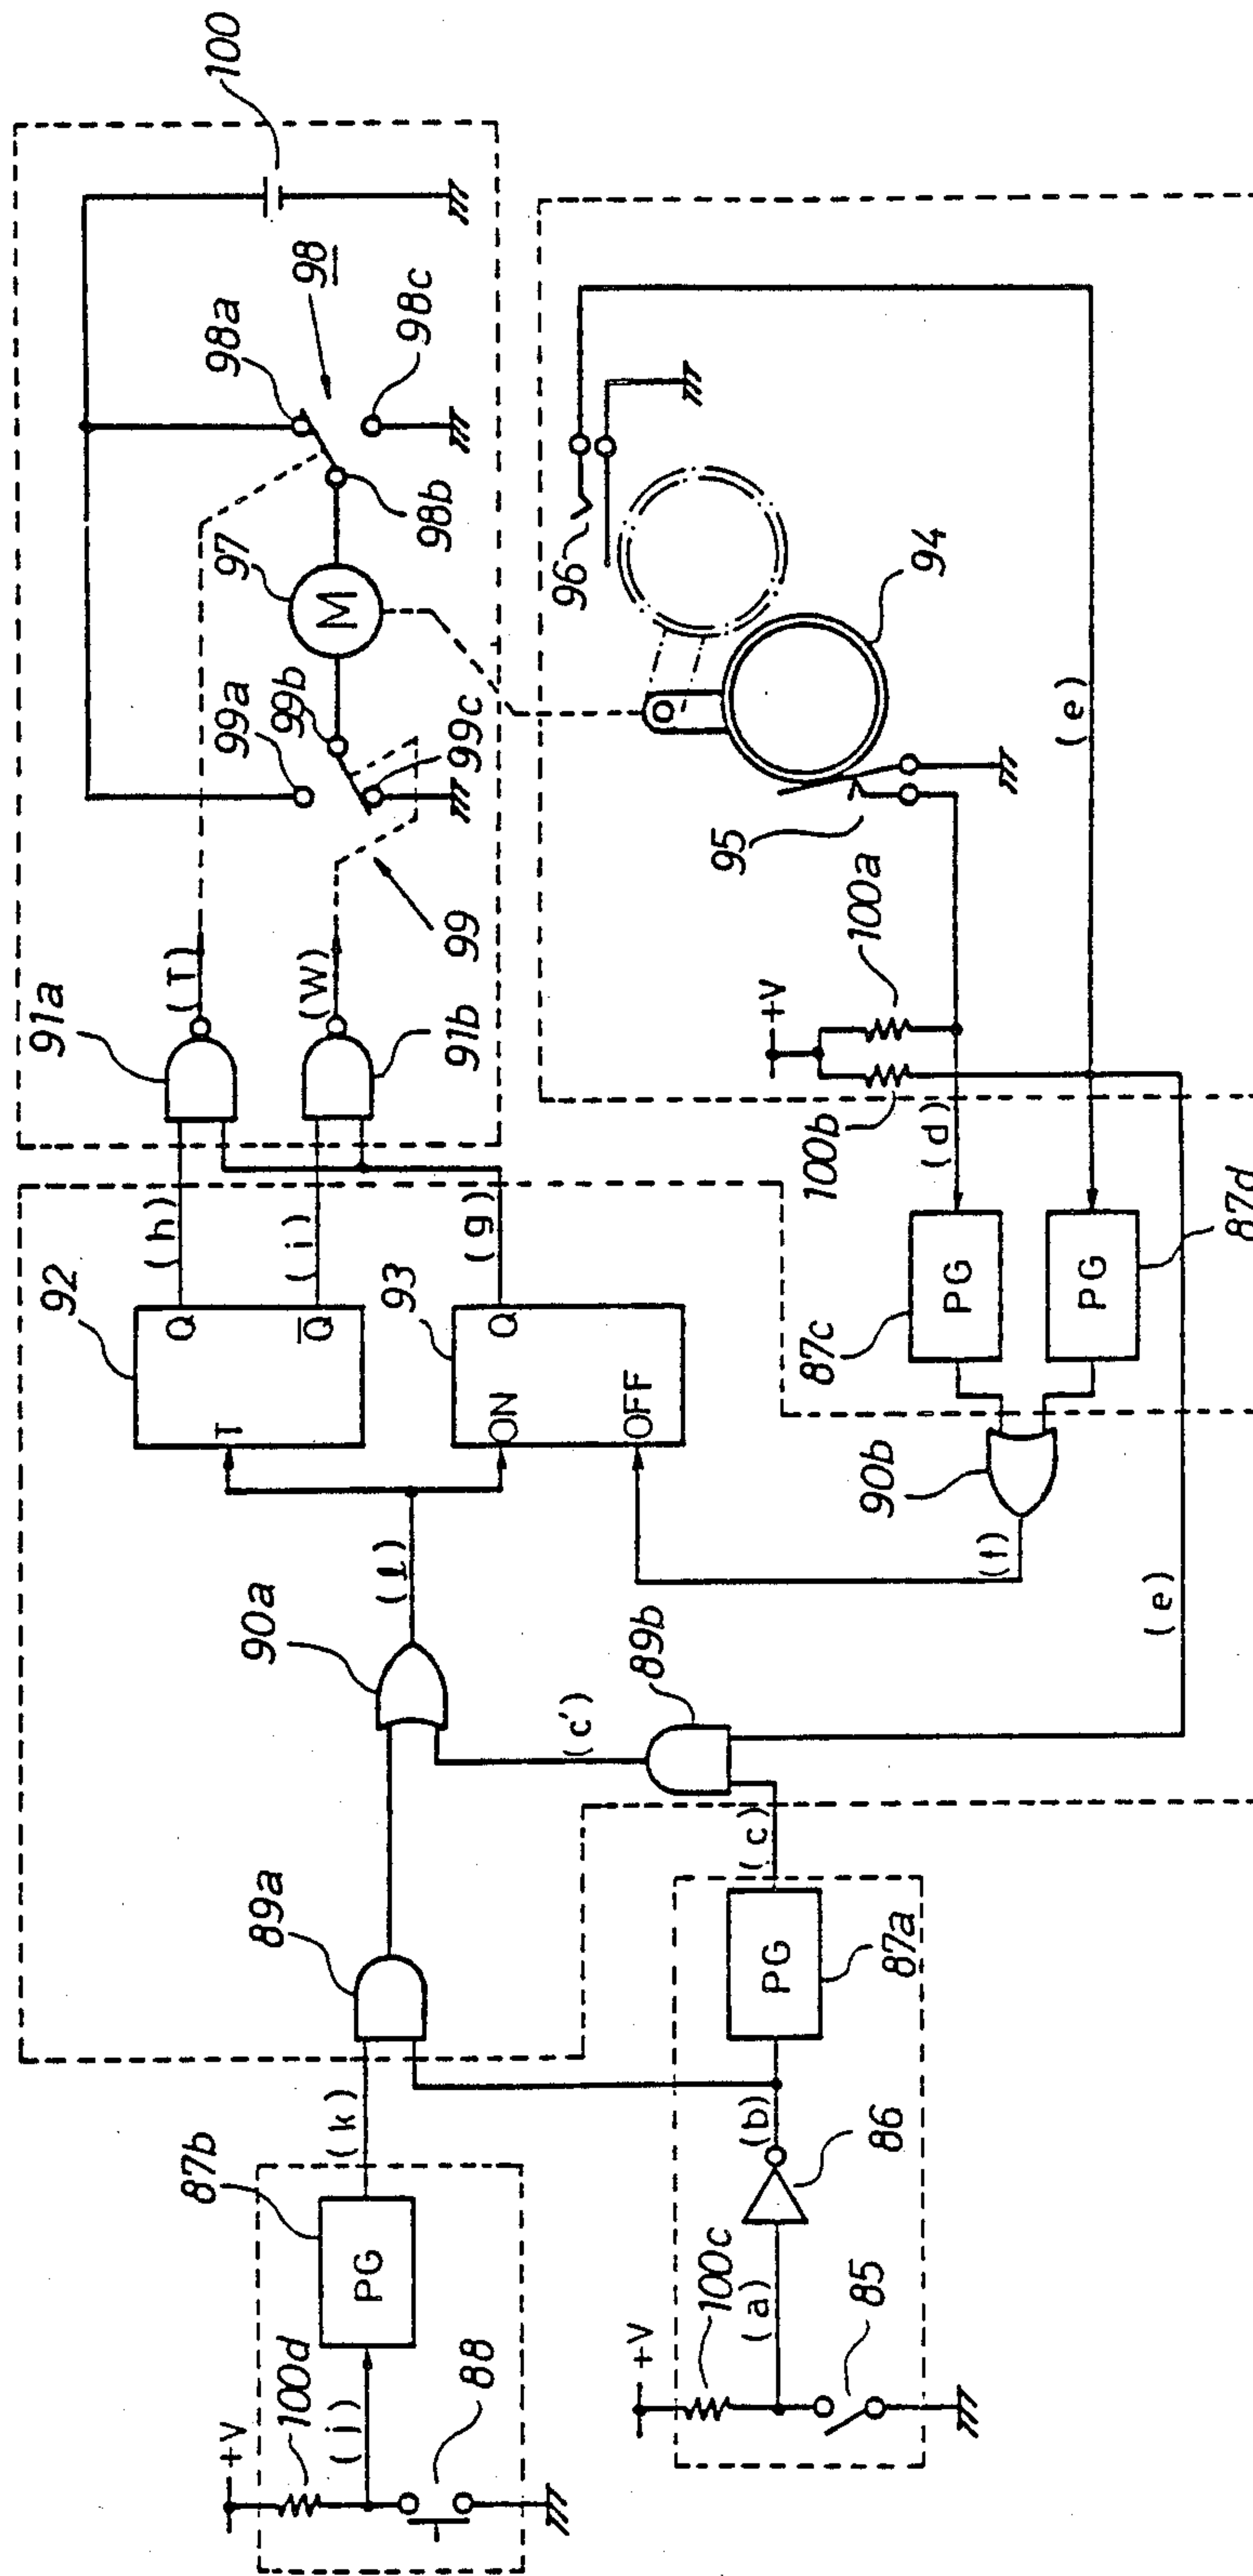 +V
100d
(j)
88
PG
87b
(k)
+V
100c
(a)
85
86
(b)
PG
87a
(c)
89a
89b
(c')
90a
(l)
(e)
92
T
Q
Q̅
93
ON
OFF
Q
(h)
(i)
(g)
(f)
90b
87c
PG
PG
87d
(d)
100b
100a
+V
(e)
95
94
96
91a
(T)
91b
(W)
99
99a
99b
99c
97
M
98
98a
98b
98c
100